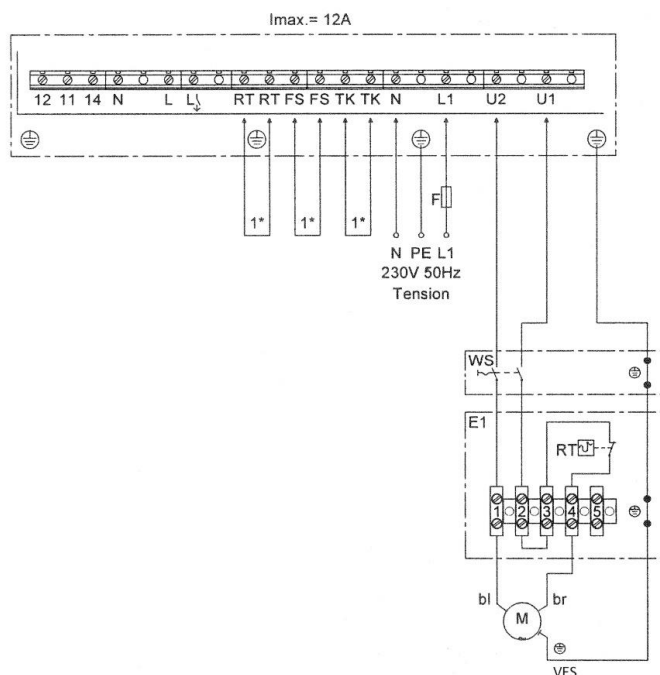 Imax.= 12A
12 11 14 N L L RT RT FS FS TK TK N L1 U2 U1
1* 1* 1*
F
N PE L1
230V 50Hz
Tension
WS
E1
RT
1 2 3 4 5
bl br
M
VFS